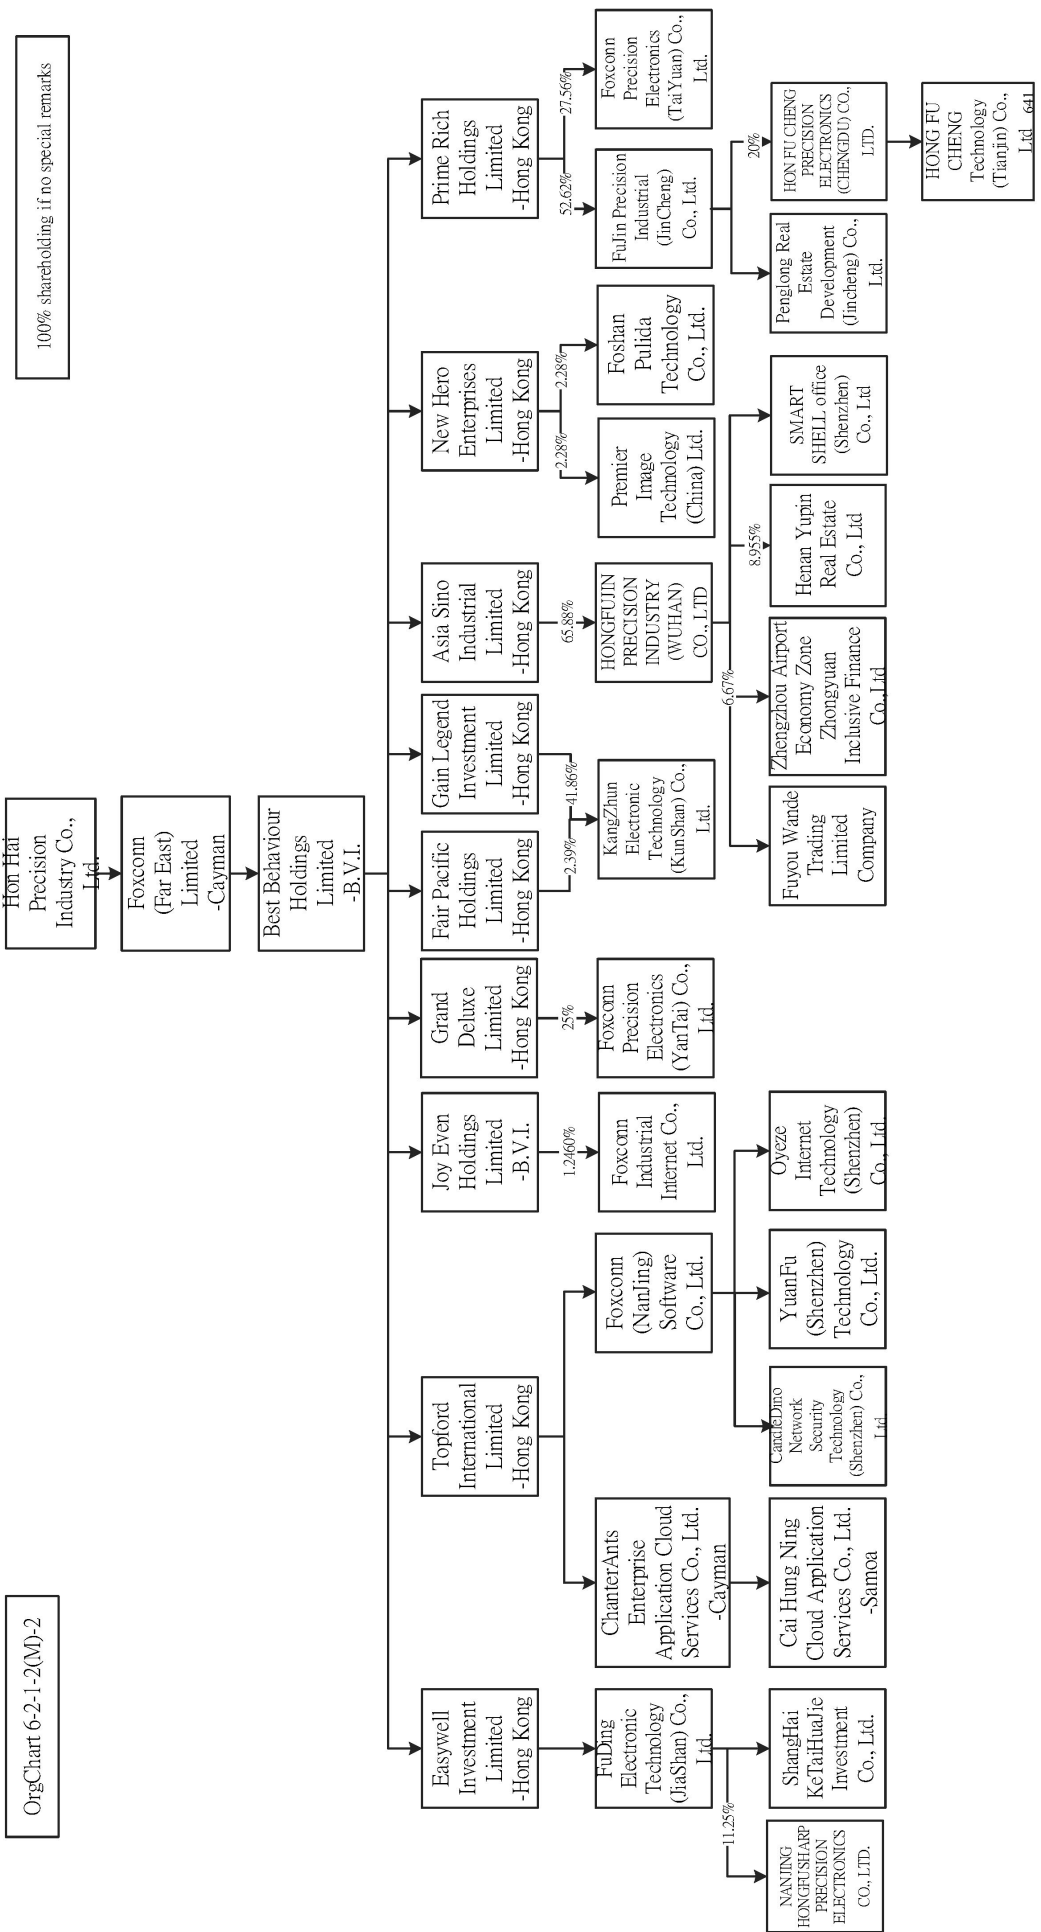 OrgChart 6-2-1-2(M)-2
100% shareholding if no special remarks
Hon Hai
Precision
Industry Co.,
Ltd.
Foxconn
(Far East)
Limited
-Cayman
Best Behaviour
Holdings
Limited
-B.V.I.
Easywell
Investment
Limited
-Hong Kong
Topford
International
Limited
-Hong Kong
Joy Even
Holdings
Limited
-B.V.I.
Grand
Deluxe
Limited
-Hong Kong
Fair Pacific
Holdings
Limited
-Hong Kong
Gain Legend
Investment
Limited
-Hong Kong
Asia Sino
Industrial
Limited
-Hong Kong
New Hero
Enterprises
Limited
-Hong Kong
Prime Rich
Holdings
Limited
-Hong Kong
1.2460%
25%
2.39%
41.86%
65.88%
2.28%
2.28%
52.62%
27.56%
FuDing
Electronic
Technology
(JiaShan) Co.,
Ltd.
ChanterAnts
Enterprise
Application Cloud
Services Co., Ltd.
-Cayman
Foxconn
(NanJing)
Software
Co., Ltd.
Foxconn
Industrial
Internet Co.,
Ltd.
Foxconn
Precision
Electronics
(YanTai) Co.,
Ltd.
KangZhun
Electronic
Technology
(KunShan) Co.,
Ltd.
HONGFUJIN
PRECISION
INDUSTRY
(WUHAN)
CO., LTD
Premier
Image
Technology
(China) Ltd.
Foshan
Pulida
Technology
Co., Ltd.
FuJin Precision
Industrial
(JinCheng)
Co., Ltd.
Foxconn
Precision
Electronics
(TaiYuan) Co.,
Ltd.
11.25%
6.67%
8.955%
20%
NANJING
HONGFUSHARP
PRECISION
ELECTRONICS
CO., LTD.
ShangHai
KeTaiHuaJie
Investment
Co., Ltd.
Cai Hung Ning
Cloud Application
Services Co., Ltd.
-Samoa
CandleDino
Network
Security
Technology
(Shenzhen) Co.,
Ltd.
YuanFu
(Shenzhen)
Technology
Co., Ltd.
Oyeze
Internet
Technology
(Shenzhen)
Co., Ltd.
Fuyou Wande
Trading
Limited
Company
Zhengzhou Airport
Economy Zone
Zhongyuan
Inclusive Finance
Co.,Ltd
Henan Yupin
Real Estate
Co., Ltd
SMART
SHELL office
(Shenzhen)
Co., Ltd
Penglong Real
Estate
Development
(Jincheng) Co.,
Ltd.
HON FU CHENG
PRECISION
ELECTRONICS
(CHENGDU) CO.,
LTD.
HONG FU
CHENG
Technology
(Tianjin) Co.,
Ltd
641